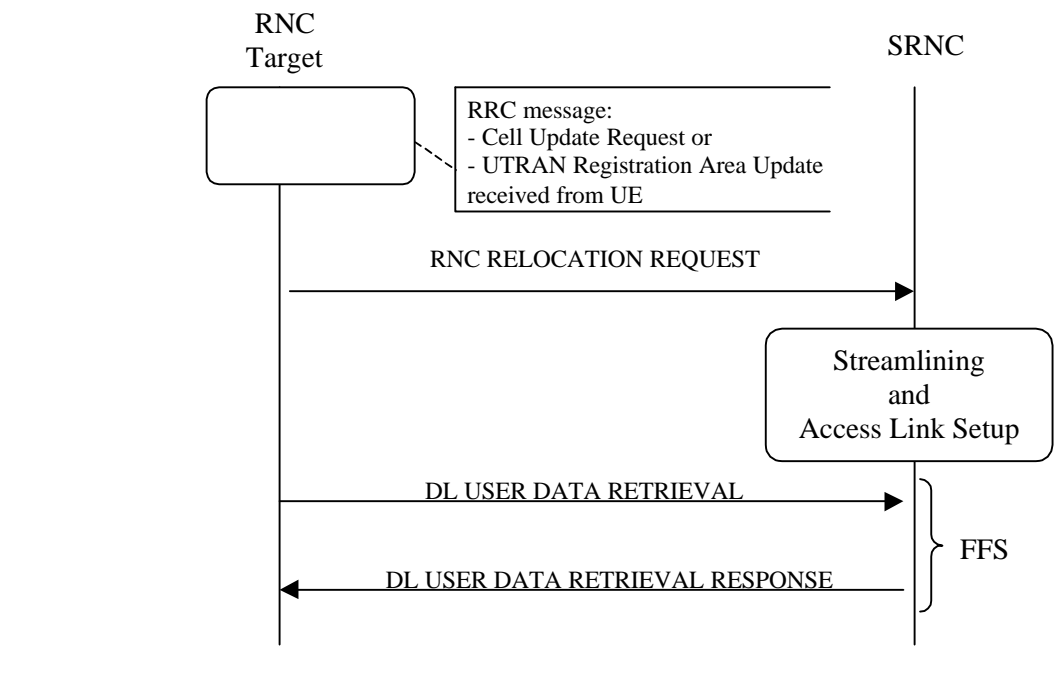 RNC
Target
SRNC
RRC message:
- Cell Update Request or
- UTRAN Registration Area Update
received from UE
RNC RELOCATION REQUEST
Streamlining
and
Access Link Setup
DL USER DATA RETRIEVAL
FFS
DL USER DATA RETRIEVAL RESPONSE